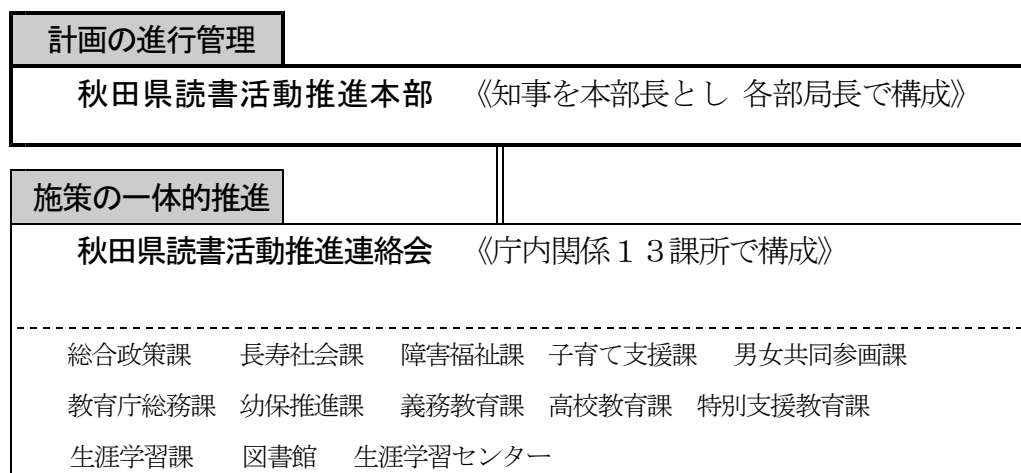 計画の進行管理
秋田県読書活動推進本部　《知事を本部長とし 各部局長で構成》
施策の一体的推進
秋田県読書活動推進連絡会　《庁内関係１３課所で構成》
総合政策課　長寿社会課　障害福祉課　子育て支援課　男女共同参画課
教育庁総務課　幼保推進課　義務教育課　高校教育課　特別支援教育課
生涯学習課　図書館　生涯学習センター